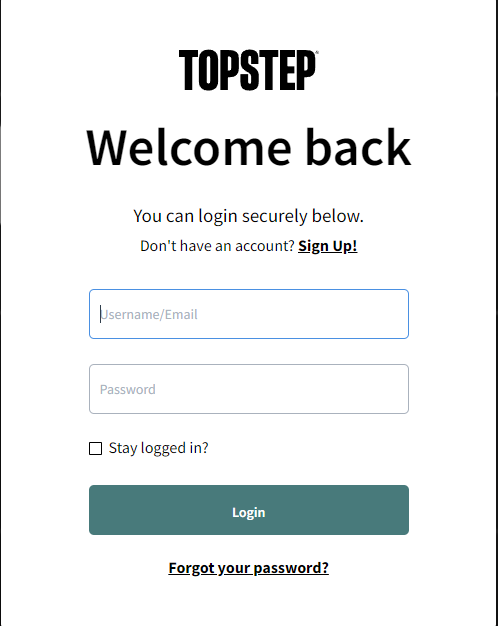 TOPSTEP
Welcome back
You can login securely below.
Don't have an account? Sign Up!
Username/Email
Password
Stay logged in?
Login
Forgot your password?